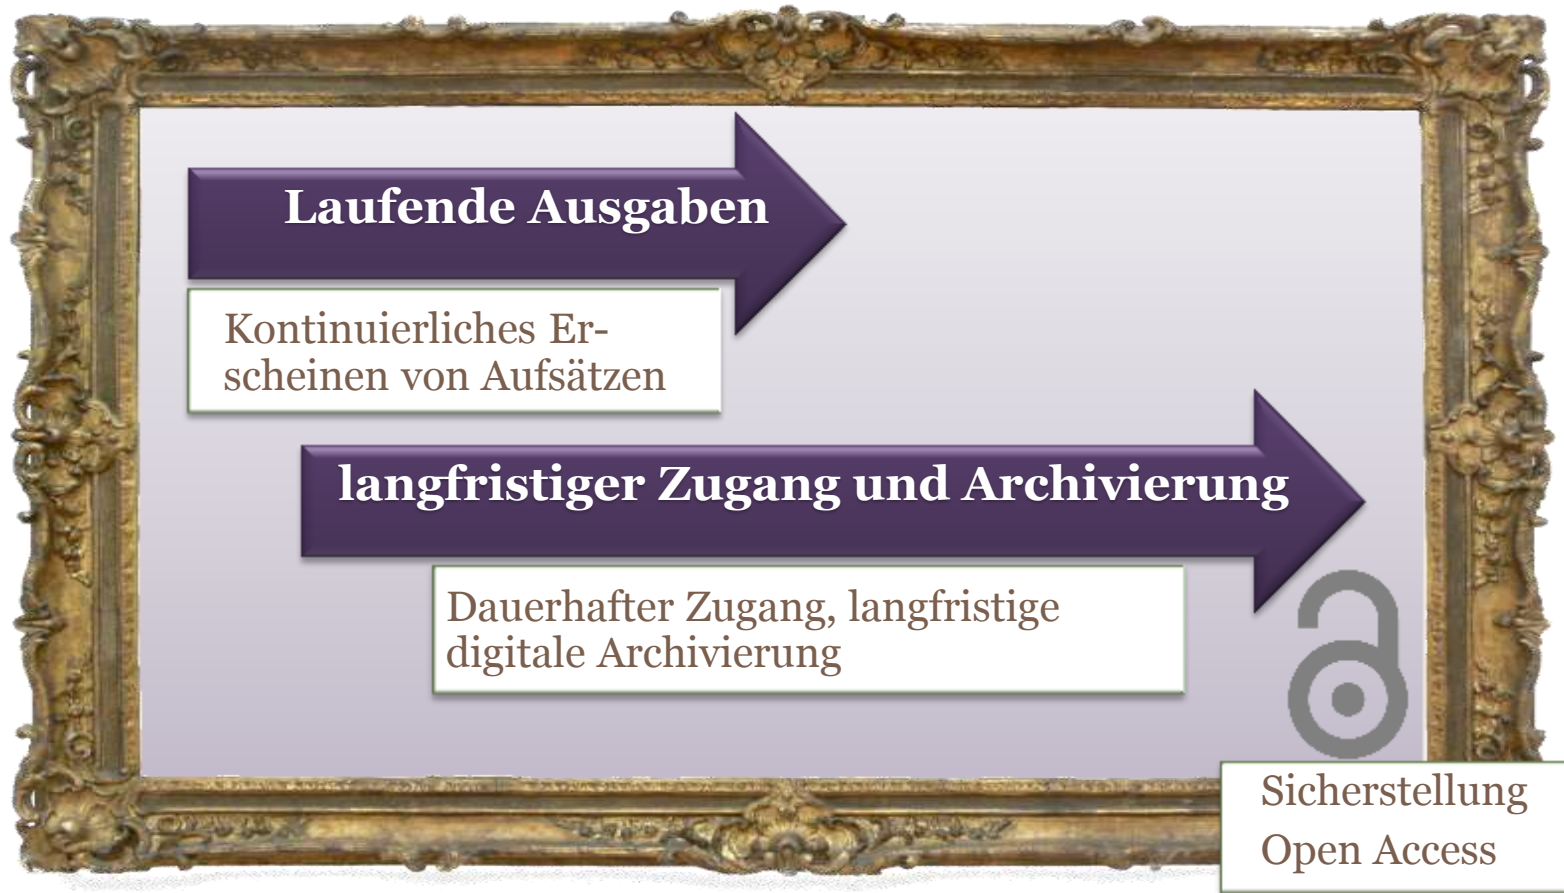 Laufende Ausgaben
Kontinuierliches Er-
scheinen von Aufsätzen
langfristiger Zugang und Archivierung
Dauerhafter Zugang, langfristige
digitale Archivierung
Sicherstellung
Open Access